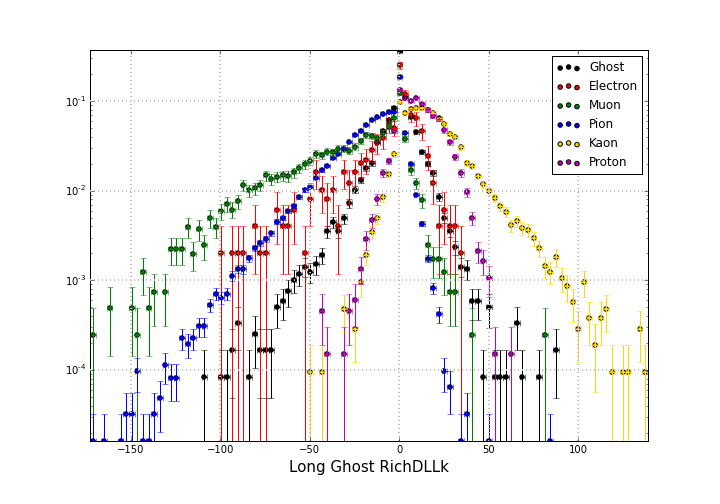 Ghost
Electron
Muon
Pion
Kaon
Proton
10⁻¹
10⁻²
10⁻³
10⁻⁴
−150 −100 −50 0 50 100
Long Ghost RichDLLk